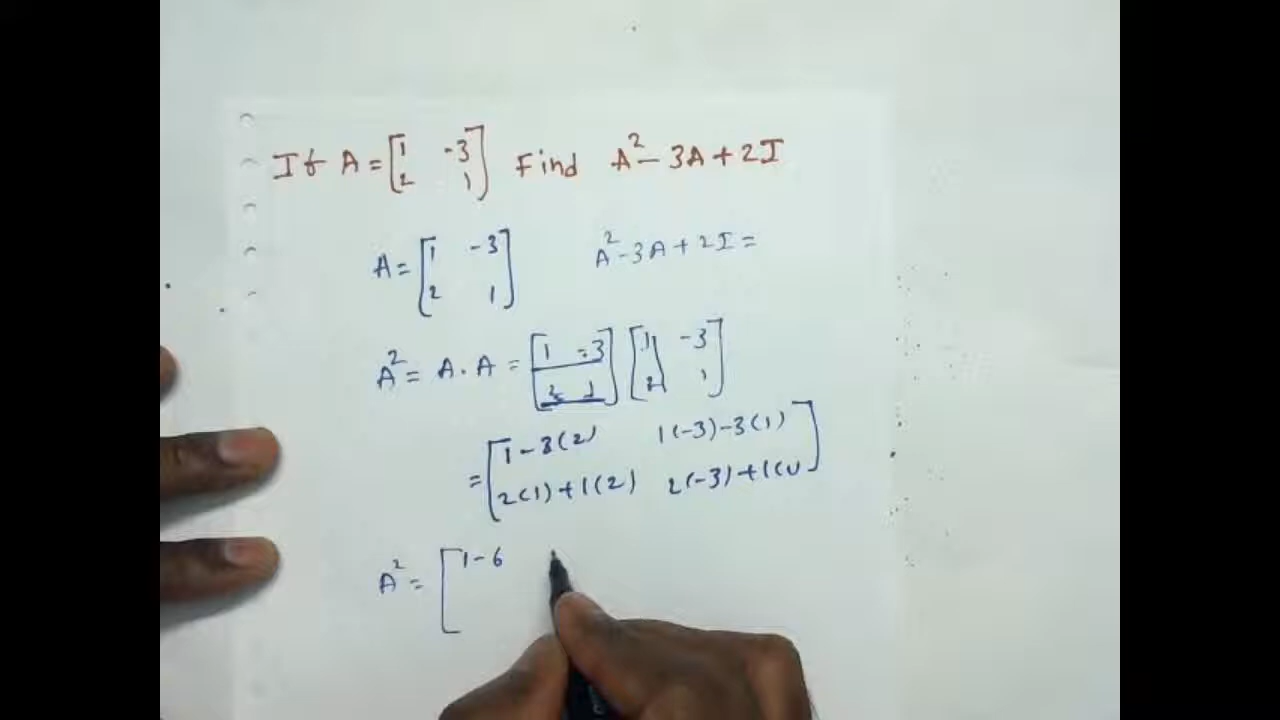 If A = [1 -3
2 1] Find A² - 3A + 2I
A = [1 -3
2 1] A² - 3A + 2I =
A² = A . A = [1 -3
2 1] [1 -3
2 1]
= [1 - 3(2) 1(-3) - 3(1)
2(1) + 1(2) 2(-3) + 1(1)]
A² = [1 - 6